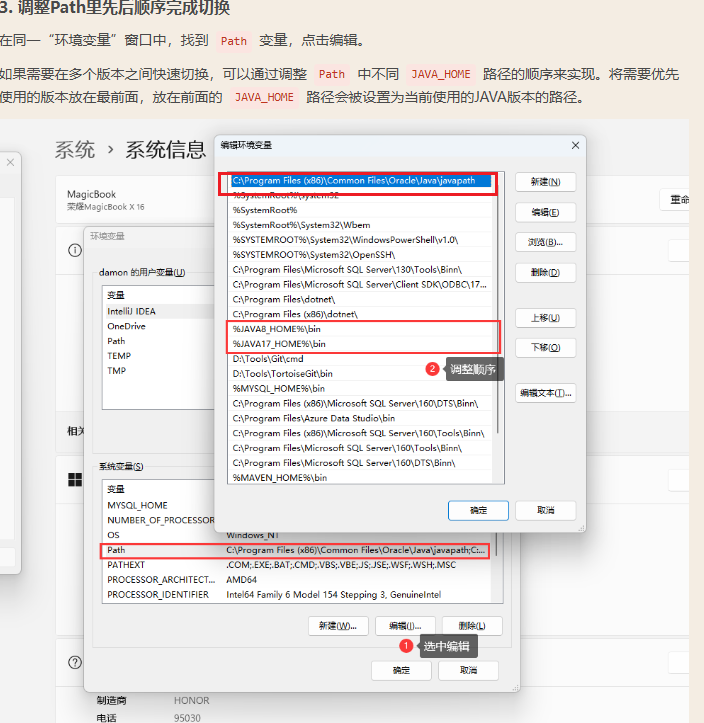 3. 调整Path里先后顺序完成切换
在同一“环境变量”窗口中，找到 Path 变量，点击编辑。
如果需要在多个版本之间快速切换，可以通过调整 Path 中不同 JAVA_HOME 路径的顺序来实现。将需要优先
使用的版本放在最前面，放在前面的 JAVA_HOME 路径会被设置为当前使用的JAVA版本的路径。
系统 › 系统信息
MagicBook
荣耀MagicBook X 16
重命
相关
编辑环境变量
C:\Program Files (x86)\Common Files\Oracle\Java\javapath
%SystemRoot%\system32
%SystemRoot%
%SystemRoot%\System32\Wbem
%SYSTEMROOT%\System32\WindowsPowerShell\v1.0\
%SYSTEMROOT%\System32\OpenSSH\
C:\Program Files\Microsoft SQL Server\130\Tools\Binn\
C:\Program Files\Microsoft SQL Server\Client SDK\ODBC\17...
C:\Program Files\dotnet\
C:\Program Files (x86)\dotnet\
%JAVA8_HOME%\bin
%JAVA17_HOME%\bin
D:\Tools\Git\cmd
D:\Tools\TortoiseGit\bin
%MYSQL_HOME%\bin
C:\Program Files (x86)\Microsoft SQL Server\160\DTS\Binn\
C:\Program Files\Azure Data Studio\bin
C:\Program Files (x86)\Microsoft SQL Server\160\Tools\Binn\
C:\Program Files\Microsoft SQL Server\160\Tools\Binn\
C:\Program Files\Microsoft SQL Server\160\DTS\Binn\
%MAVEN_HOME%\bin
新建(N)
编辑(E)
浏览(B)...
删除(D)
上移(U)
下移(O)
编辑文本(T)...
2 调整顺序
确定
取消
环境变量
damon 的用户变量(U)
变量
IntelliJ IDEA
OneDrive
Path
TEMP
TMP
系统变量(S)
变量
MYSQL_HOME
NUMBER_OF_PROCESSOR
OS Windows_NT
Path C:\Program Files (x86)\Common Files\Oracle\Java\javapath;C:...
PATHEXT .COM;.EXE;.BAT;.CMD;.VBS;.VBE;.JS;.JSE;.WSF;.WSH;.MSC
PROCESSOR_ARCHITECT... AMD64
PROCESSOR_IDENTIFIER Intel64 Family 6 Model 154 Stepping 3, GenuineIntel
新建(W)...
编辑(I)...
删除(L)
1 选中编辑
确定
取消
制造商 HONOR
电话 95030